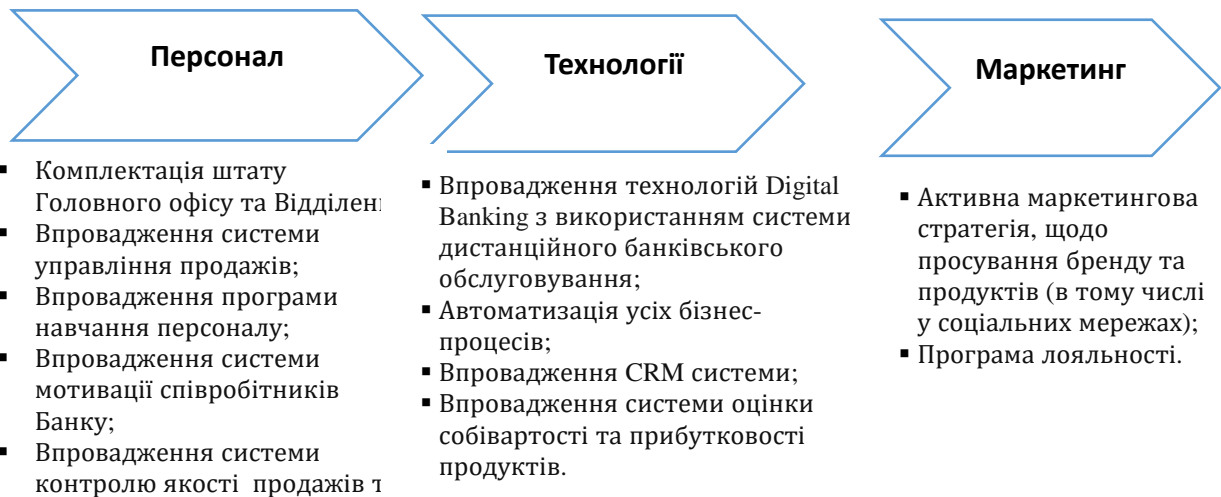 Персонал
▪ Комплектація штату
Головного офісу та
▪ Впровадження системи
управління продажів;
▪ Впровадження програми
навчання персоналу;
▪ Впровадження системи
мотивації співробітників
Банку;
▪ Впровадження системи
контролю якості продажів
Технології
▪ Впровадження технологій Digital
Banking з використанням системи
дистанційного банківського
обслуговування;
▪ Автоматизація усіх бізнес-
процесів;
▪ Впровадження CRM системи;
▪ Впровадження системи оцінки
собівартості та прибутковості
продуктів.
Маркетинг
▪ Активна маркетингова
стратегія, щодо
просування бренду та
продуктів (в тому числі
у соціальних мережах);
▪ Програма лояльності.